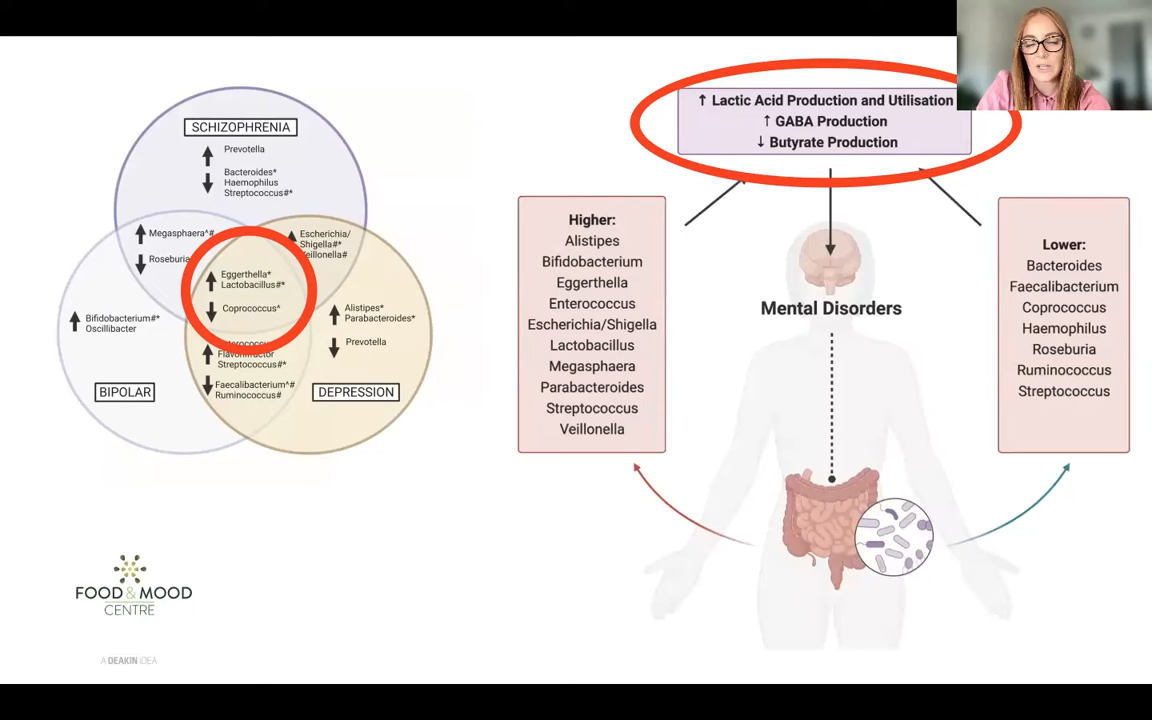 SCHIZOPHRENIA
↑ Prevotella
↓ Bacteroides*
Haemophilus
Streptococcus#*
↑ Megasphaera^#
↓ Roseburia
↑ Escherichia/
Shigella#*
Veillonella#
↑ Eggerthella*
Lactobacillus#*
↓ Coprococcus^
↑ Bifidobacterium#*
Oscillibacter
↑ Alistipes*
Parabacteroides*
↓ Prevotella
↑ Enterococcus
Flavonifractor
Streptococcus#*
↓ Faecalibacterium^#
Ruminococcus#
BIPOLAR
DEPRESSION
FOOD & MOOD
CENTRE
A DEAKIN IDEA
↑ Lactic Acid Production and Utilisation
↑ GABA Production
↓ Butyrate Production
Higher:
Alistipes
Bifidobacterium
Eggerthella
Enterococcus
Escherichia/Shigella
Lactobacillus
Megasphaera
Parabacteroides
Streptococcus
Veillonella
Mental Disorders
Lower:
Bacteroides
Faecalibacterium
Coprococcus
Haemophilus
Roseburia
Ruminococcus
Streptococcus